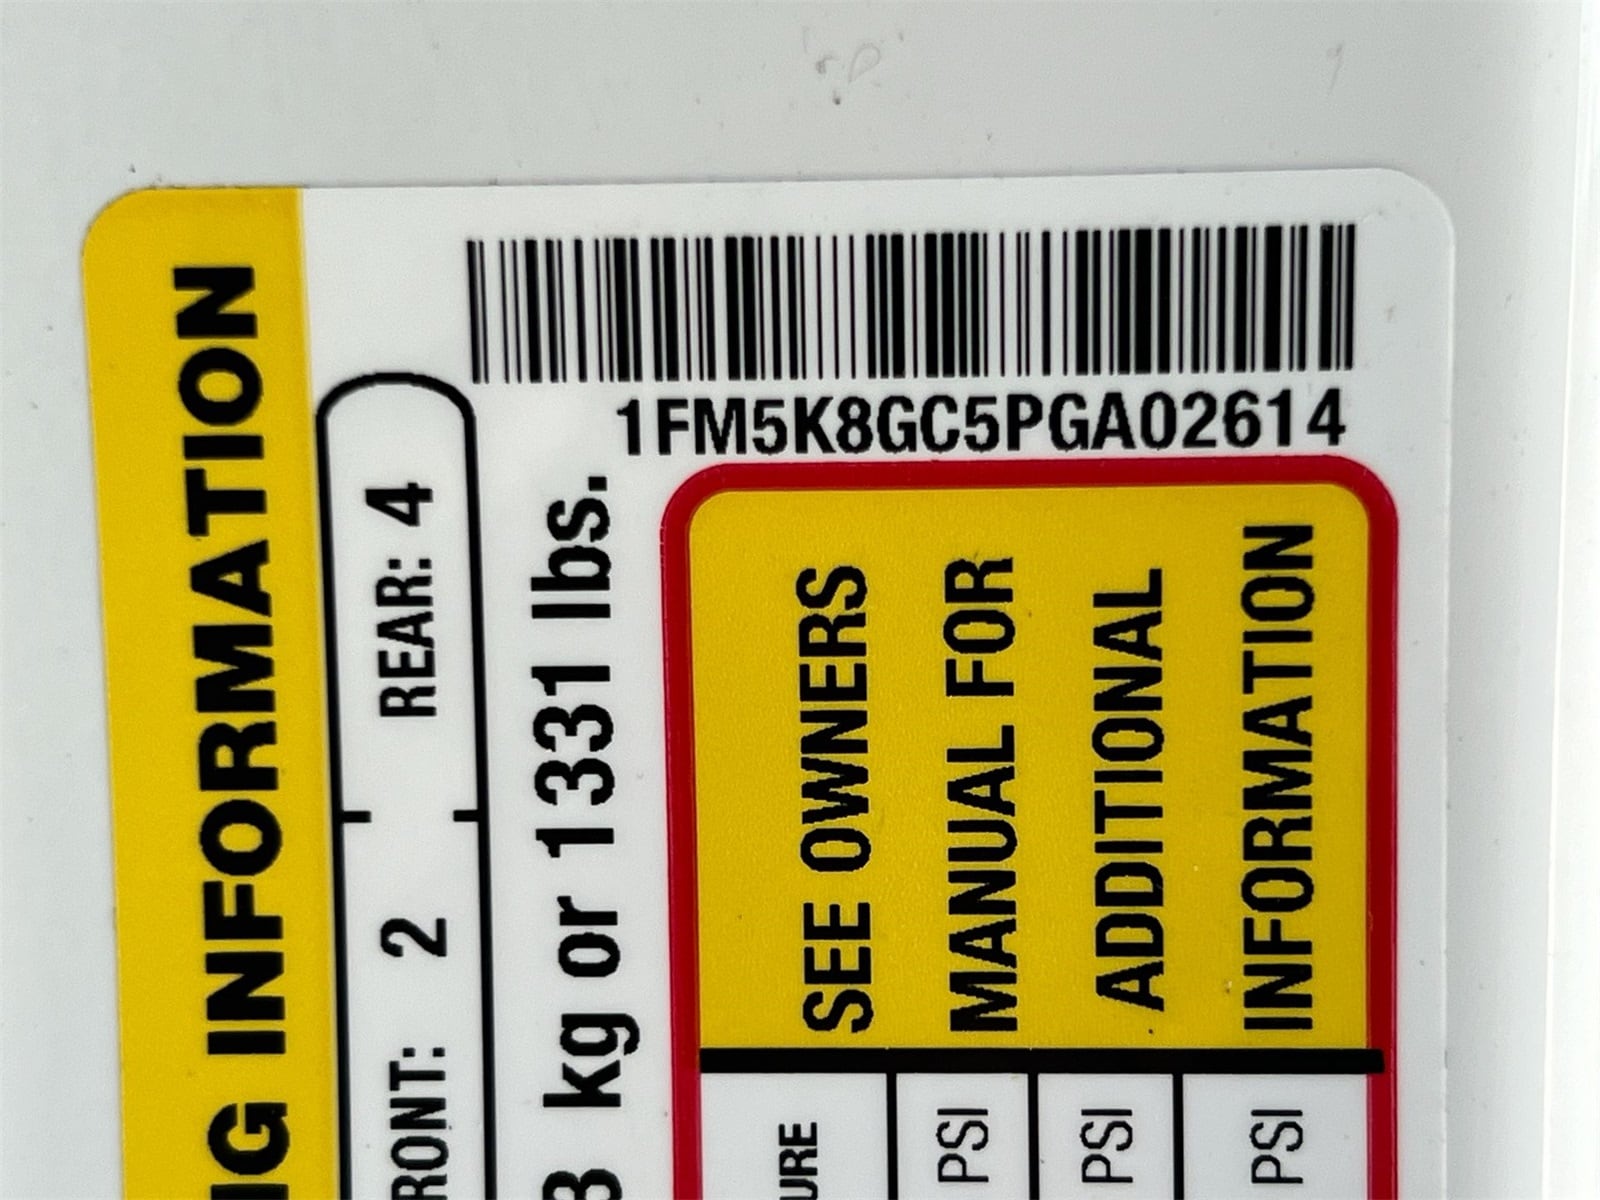 1FM5K8GC5PGA02614
NG INFORMATION
RONT: 2 REAR: 4
3 kg or 1331 lbs.
SEE OWNERS
MANUAL FOR
ADDITIONAL
INFORMATION
URE
PSI
PSI
PSI